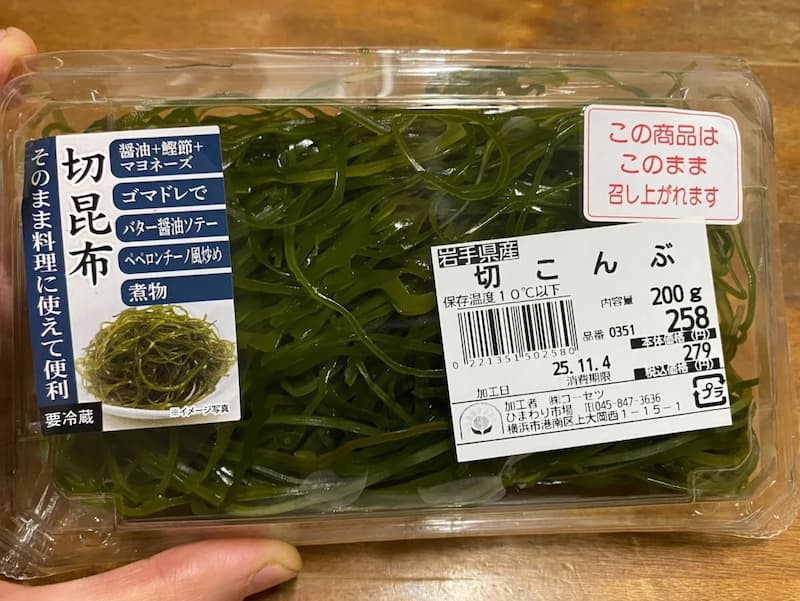 切昆布
そのまま料理に使えて便利
醤油+鰹節+
マヨネーズ
ゴマドレで
バター醤油ソテー
ペペロンチーノ風炒め
煮物
要冷蔵
※イメージ写真
この商品は
このまま
召し上がれます
岩手県産
切こんぶ
保存温度10℃以下
内容量 200g
品番 0351
258
本体価格(円)
279
税込価格(円)
0 221351 502580
25.11.4
消費期限
加工日
プラ
加工者 ㈱コーセツ
ひまわり市場 TEL045-847-3636
横浜市港南区上大岡西1-15-1